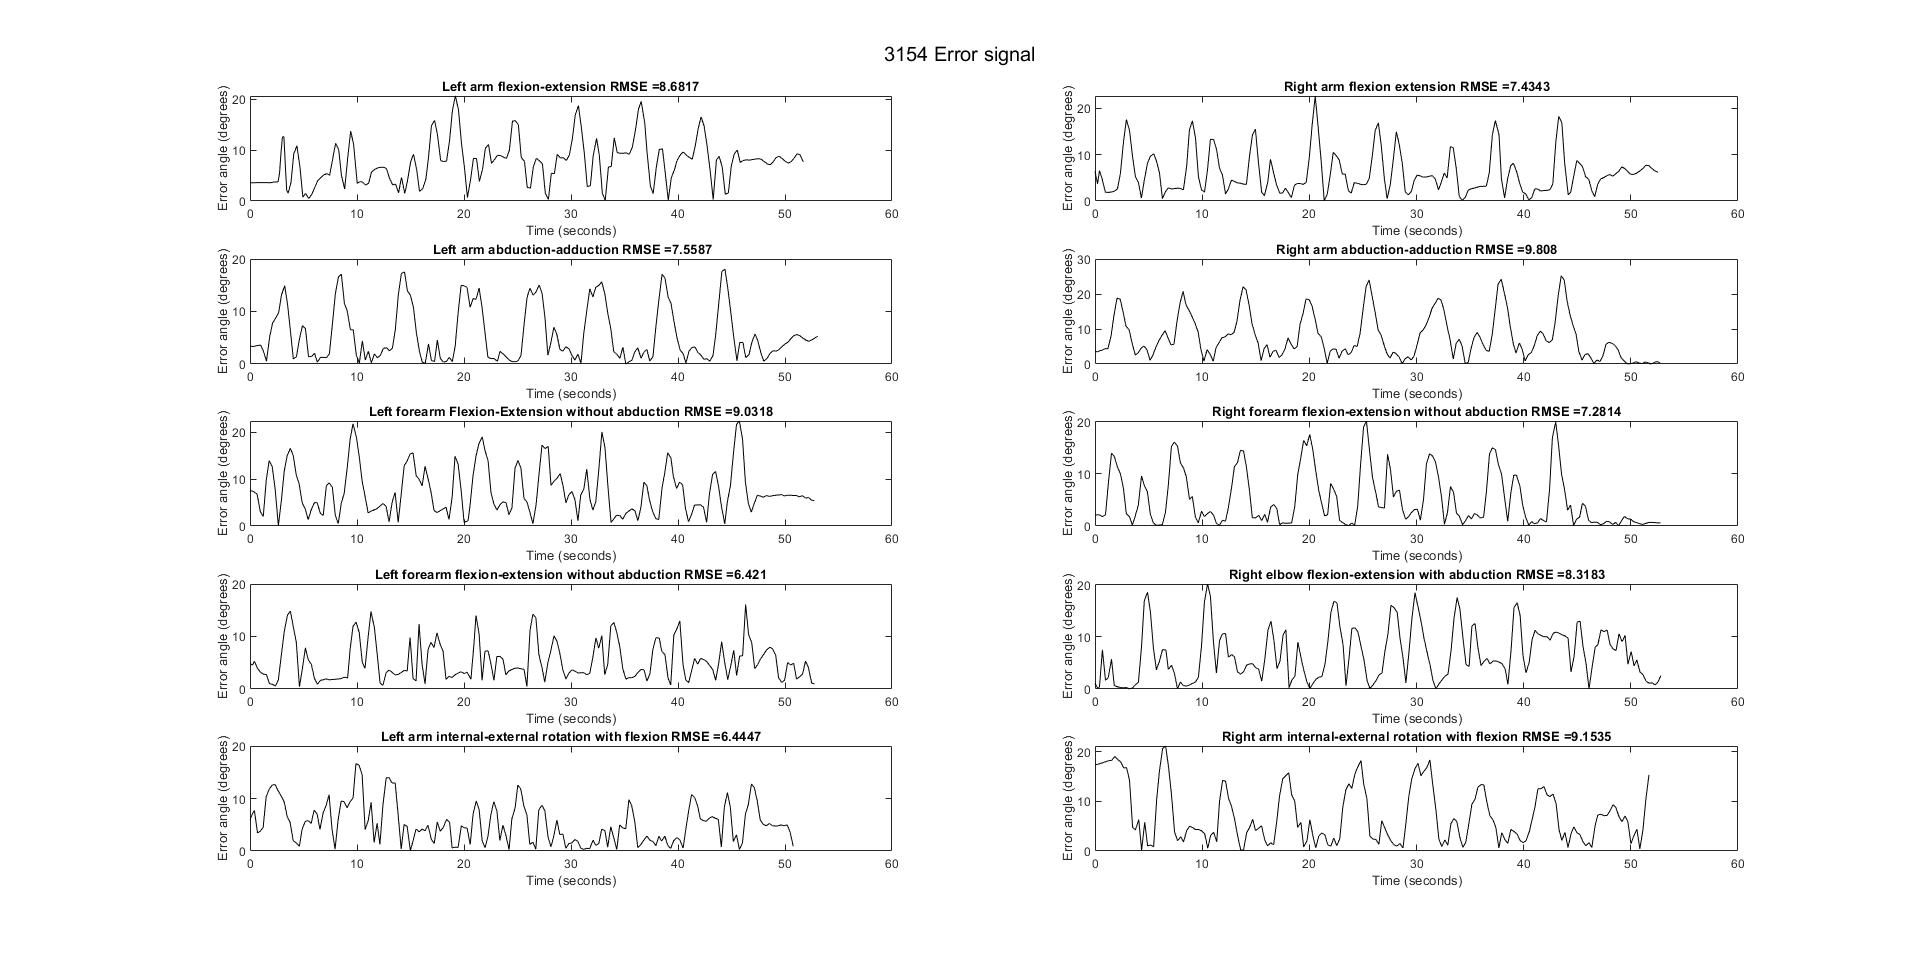 3154 Error signal
Left arm flexion-extension RMSE =8.6817
Error angle (degrees)
20
10
0
0 10 20 30 40 50 60
Time (seconds)
Right arm flexion extension RMSE =7.4343
Error angle (degrees)
20
10
0
0 10 20 30 40 50 60
Time (seconds)
Left arm abduction-adduction RMSE =7.5587
Error angle (degrees)
20
10
0
0 10 20 30 40 50 60
Time (seconds)
Right arm abduction-adduction RMSE =9.808
Error angle (degrees)
30
20
10
0
0 10 20 30 40 50 60
Time (seconds)
Left forearm Flexion-Extension without abduction RMSE =9.0318
Error angle (degrees)
20
10
0
0 10 20 30 40 50 60
Time (seconds)
Right forearm flexion-extension without abduction RMSE =7.2814
Error angle (degrees)
20
10
0
0 10 20 30 40 50 60
Time (seconds)
Left forearm flexion-extension without abduction RMSE =6.421
Error angle (degrees)
20
10
0
0 10 20 30 40 50 60
Time (seconds)
Right elbow flexion-extension with abduction RMSE =8.3183
Error angle (degrees)
20
10
0
0 10 20 30 40 50 60
Time (seconds)
Left arm internal-external rotation with flexion RMSE =6.4447
Error angle (degrees)
20
10
0
0 10 20 30 40 50 60
Time (seconds)
Right arm internal-external rotation with flexion RMSE =9.1535
Error angle (degrees)
20
10
0
0 10 20 30 40 50 60
Time (seconds)